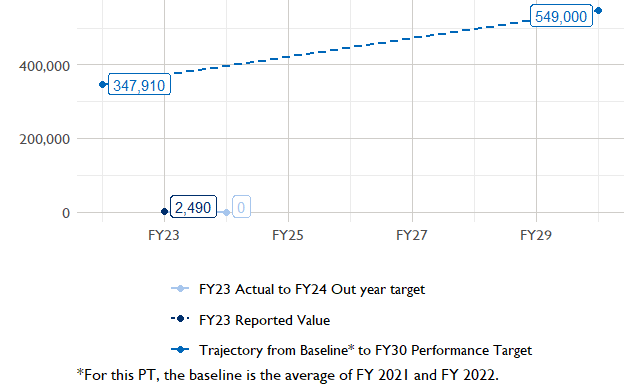 549,000
400,000
347,910
200,000
2,490
0
0
FY23
FY25
FY27
FY29
FY23 Actual to FY24 Out year target
FY23 Reported Value
Trajectory from Baseline* to FY30 Performance Target
*For this PT, the baseline is the average of FY 2021 and FY 2022.